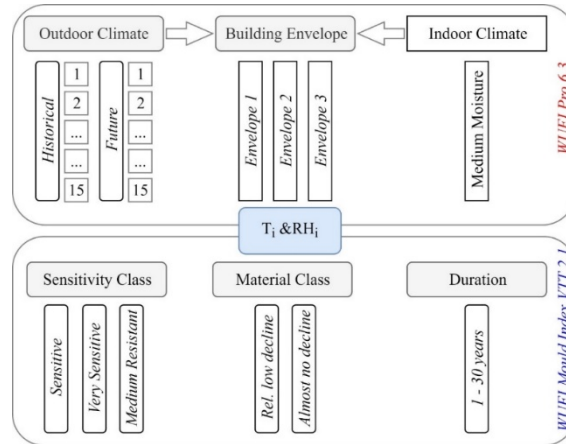 Outdoor Climate
Building Envelope
Indoor Climate
Historical
1
2
...
...
15
Future
1
2
...
...
15
Envelope 1
Envelope 2
Envelope 3
Medium Moisture
WUFI Pro 6.3
Ti &RHi
Sensitivity Class
Material Class
Duration
Sensitive
Very Sensitive
Medium Resistant
Rel. low decline
Almost no decline
1 - 30 years
WUFI Mould Index VTT 2.1